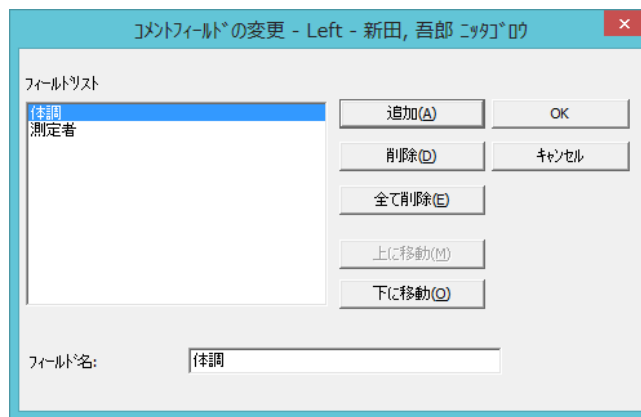 コメントフィールドの変更 - Left - 新田, 吾郎 ニッタゴロウ
×
フィールドリスト
体調
測定者
追加(A)
OK
削除(D)
キャンセル
全て削除(E)
上に移動(M)
下に移動(O)
フィールド名:
体調